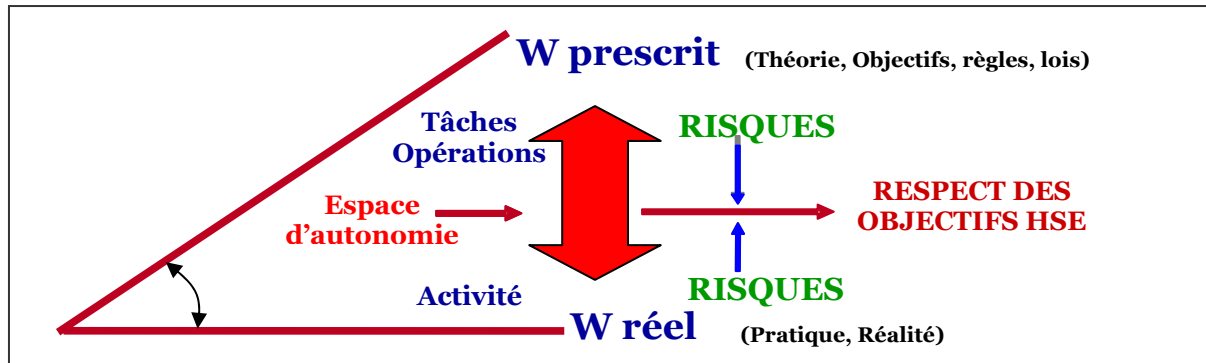 W prescrit (Théorie, Objectifs, règles, lois)
Tâches
Opérations
RISQUES
Espace
d’autonomie
RESPECT DES
OBJECTIFS HSE
Activité
RISQUES
W réel (Pratique, Réalité)